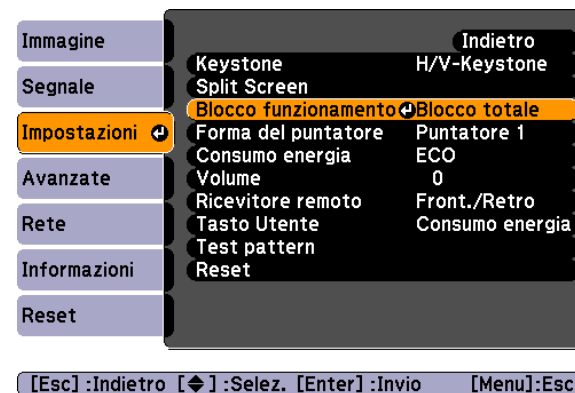 Immagine
Segnale
Impostazioni
Avanzate
Rete
Informazioni
Reset
Indietro
Keystone H/V-Keystone
Split Screen
Blocco funzionamento Blocco totale
Forma del puntatore Puntatore 1
Consumo energia ECO
Volume 0
Ricevitore remoto Front./Retro
Tasto Utente Consumo energia
Test pattern
Reset
[Esc] :Indietro [◆] :Selez. [Enter] :Invio [Menu]:Esc